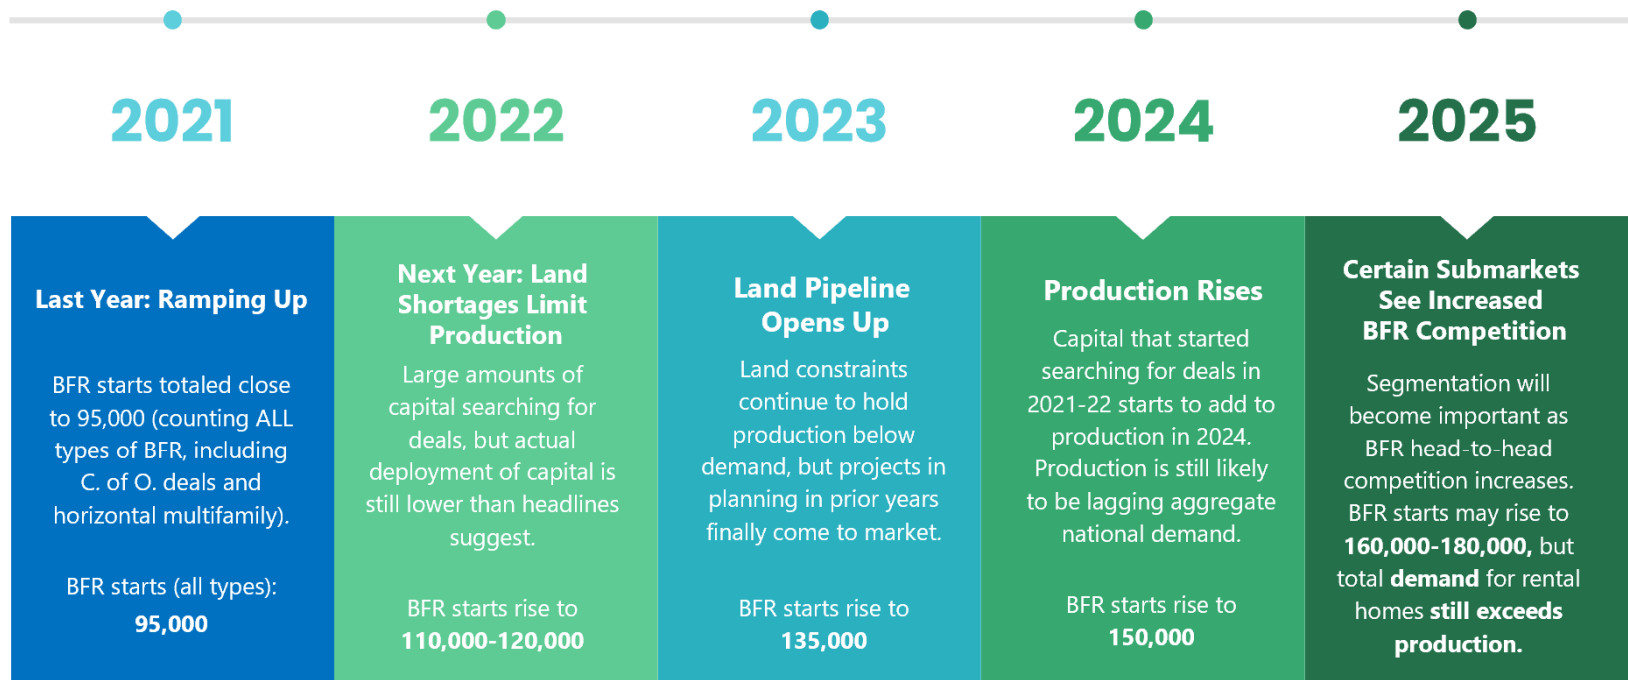 2021
2022
2023
2024
2025
Last Year: Ramping Up
BFR starts totaled close
to 95,000 (counting ALL
types of BFR, including
C. of O. deals and
horizontal multifamily).
BFR starts (all types):
95,000
Next Year: Land
Shortages Limit
Production
Large amounts of
capital searching for
deals, but actual
deployment of capital is
still lower than headlines
suggest.
BFR starts rise to
110,000-120,000
Land Pipeline
Opens Up
Land constraints
continue to hold
production below
demand, but projects in
planning in prior years
finally come to market.
BFR starts rise to
135,000
Production Rises
Capital that started
searching for deals in
2021-22 starts to add to
production in 2024.
Production is still likely
to be lagging aggregate
national demand.
BFR starts rise to
150,000
Certain Submarkets
See Increased
BFR Competition
Segmentation will
become important as
BFR head-to-head
competition increases.
BFR starts may rise to
160,000-180,000, but
total demand for rental
homes still exceeds
production.